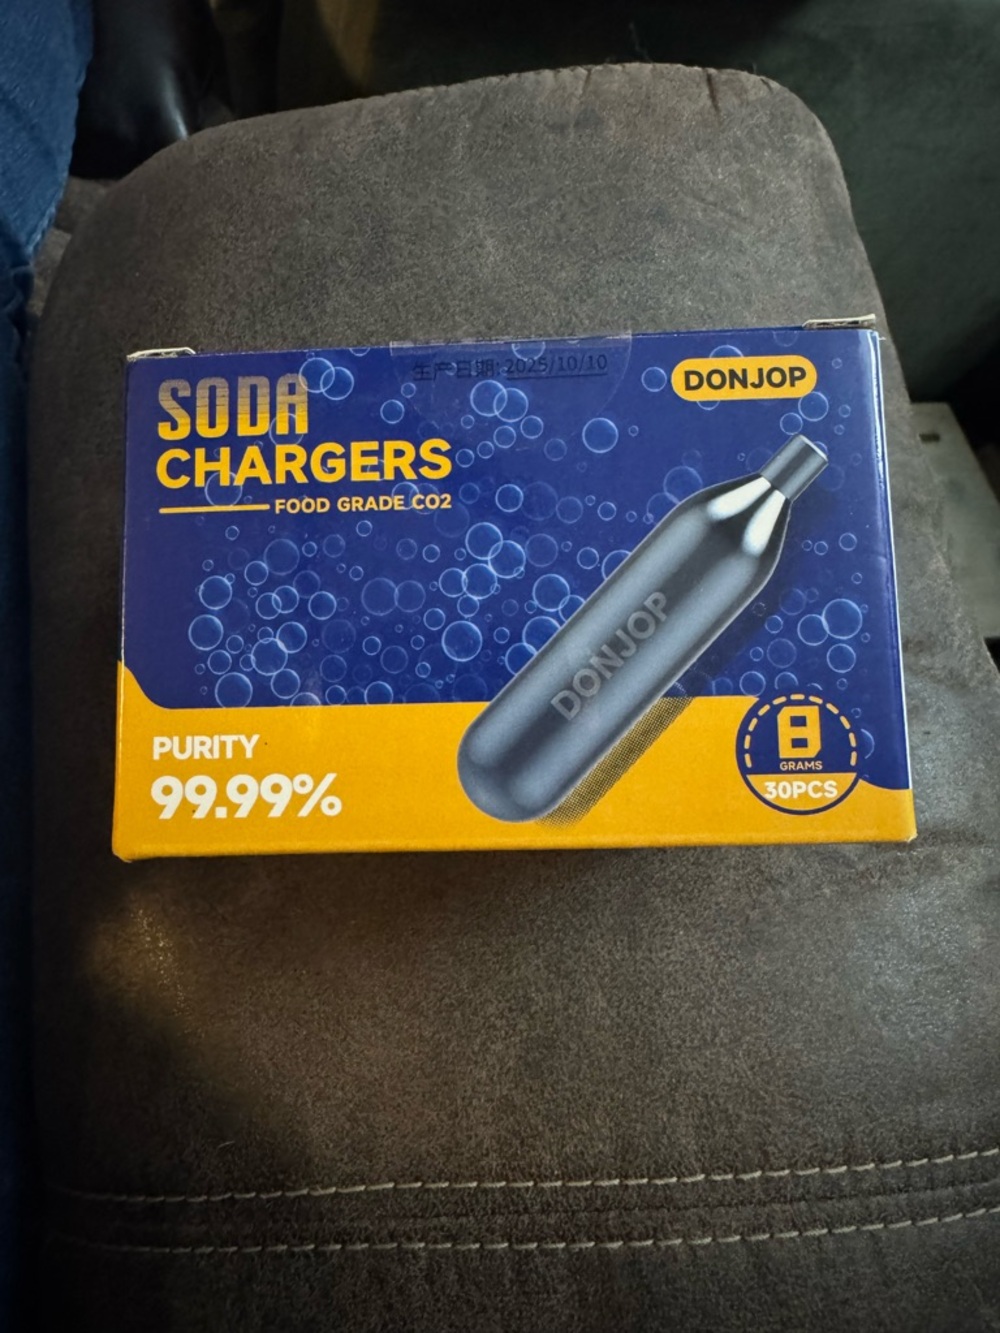 生产日期: 2025/10/10
DONJOP
SODA
CHARGERS
FOOD GRADE CO2
DONJOP
PURITY
99.99%
8
GRAMS
30PCS